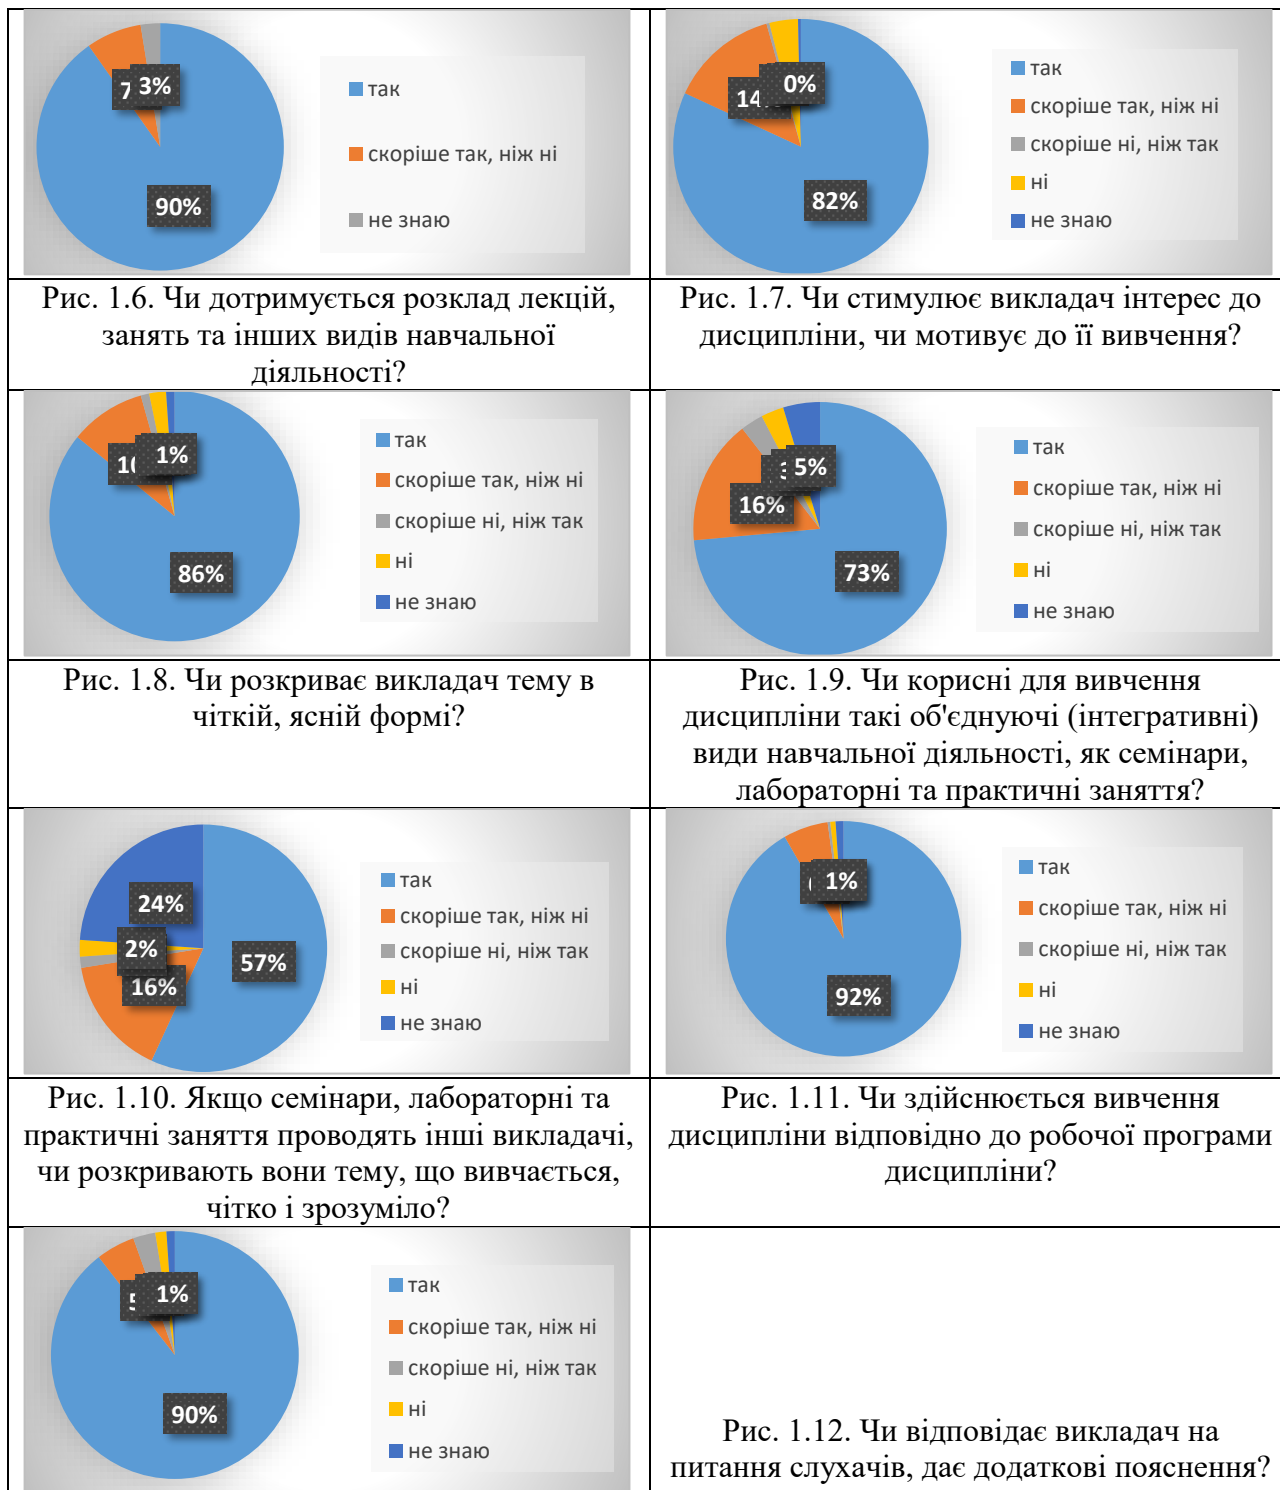 7
3%
90%
так
скоріше так, ніж ні
не знаю
14
0%
82%
так
скоріше так, ніж ні
скоріше ні, ніж так
ні
не знаю
Рис. 1.6. Чи дотримується розклад лекцій,
занять та інших видів навчальної
діяльності?
Рис. 1.7. Чи стимулює викладач інтерес до
дисципліни, чи мотивує до її вивчення?
1%
86%
так
скоріше так, ніж ні
скоріше ні, ніж так
ні
не знаю
16%
5%
73%
так
скоріше так, ніж ні
скоріше ні, ніж так
ні
не знаю
Рис. 1.8. Чи розкриває викладач тему в
чіткій, ясній формі?
Рис. 1.9. Чи корисні для вивчення
дисципліни такі об'єднуючі (інтегративні)
види навчальної діяльності, як семінари,
лабораторні та практичні заняття?
24%
2%
16%
57%
так
скоріше так, ніж ні
скоріше ні, ніж так
ні
не знаю
1%
92%
так
скоріше так, ніж ні
скоріше ні, ніж так
ні
не знаю
Рис. 1.10. Якщо семінари, лабораторні та
практичні заняття проводять інші викладачі,
чи розкривають вони тему, що вивчається,
чітко і зрозуміло?
Рис. 1.11. Чи здійснюється вивчення
дисципліни відповідно до робочої програми
дисципліни?
5
1%
90%
так
скоріше так, ніж ні
скоріше ні, ніж так
ні
не знаю
Рис. 1.12. Чи відповідає викладач на
питання слухачів, дає додаткові пояснення?